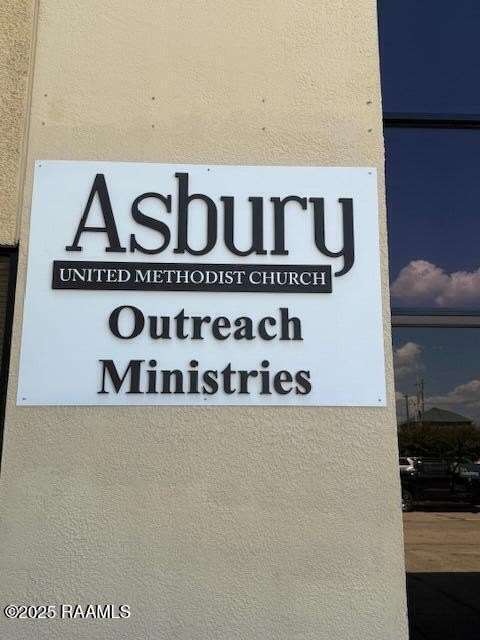 Asbury
UNITED METHODIST CHURCH
Outreach
Ministries
©2025 RAAMLS